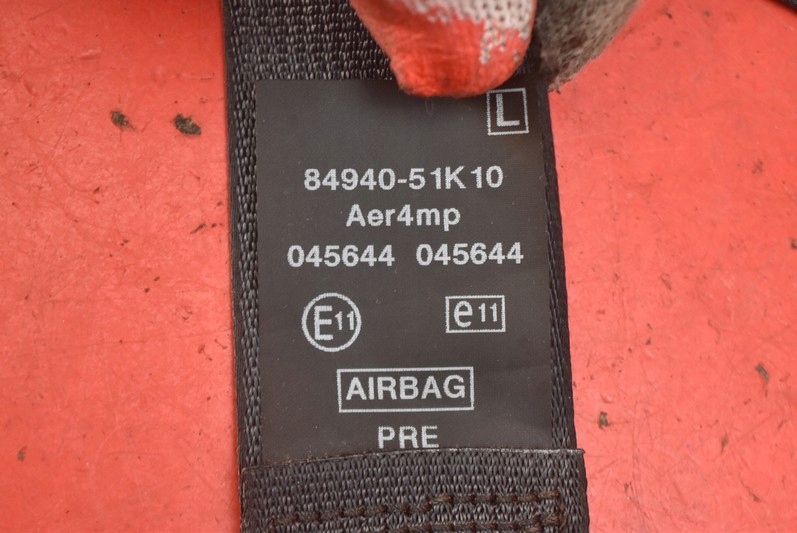 L
84940-51K10
Aer4mp
045644 045644
E11 e11
AIRBAG
PRE